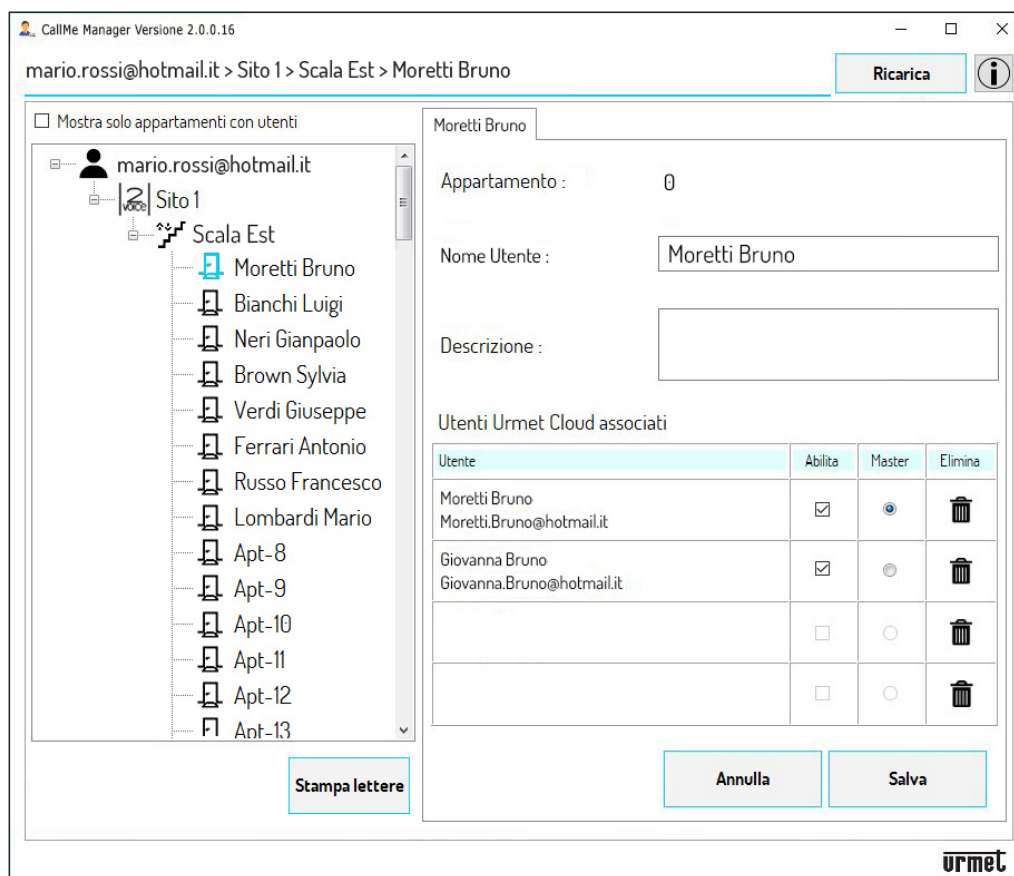 CallMe Manager Versione 2.0.0.16
mario.rossi@hotmail.it > Sito 1 > Scala Est > Moretti Bruno
Ricarica
i
Mostra solo appartamenti con utenti
mario.rossi@hotmail.it
2 voice Sito 1
Scala Est
Moretti Bruno
Bianchi Luigi
Neri Gianpaolo
Brown Sylvia
Verdi Giuseppe
Ferrari Antonio
Russo Francesco
Lombardi Mario
Apt-8
Apt-9
Apt-10
Apt-11
Apt-12
Apt-13
Stampa lettere
Moretti Bruno
Appartamento : 0
Nome Utente : Moretti Bruno
Descrizione :
Utenti Urmet Cloud associati
Utente Abilita Master Elimina
Moretti Bruno
Moretti.Bruno@hotmail.it
Giovanna Bruno
Giovanna.Bruno@hotmail.it
Annulla Salva
urmet